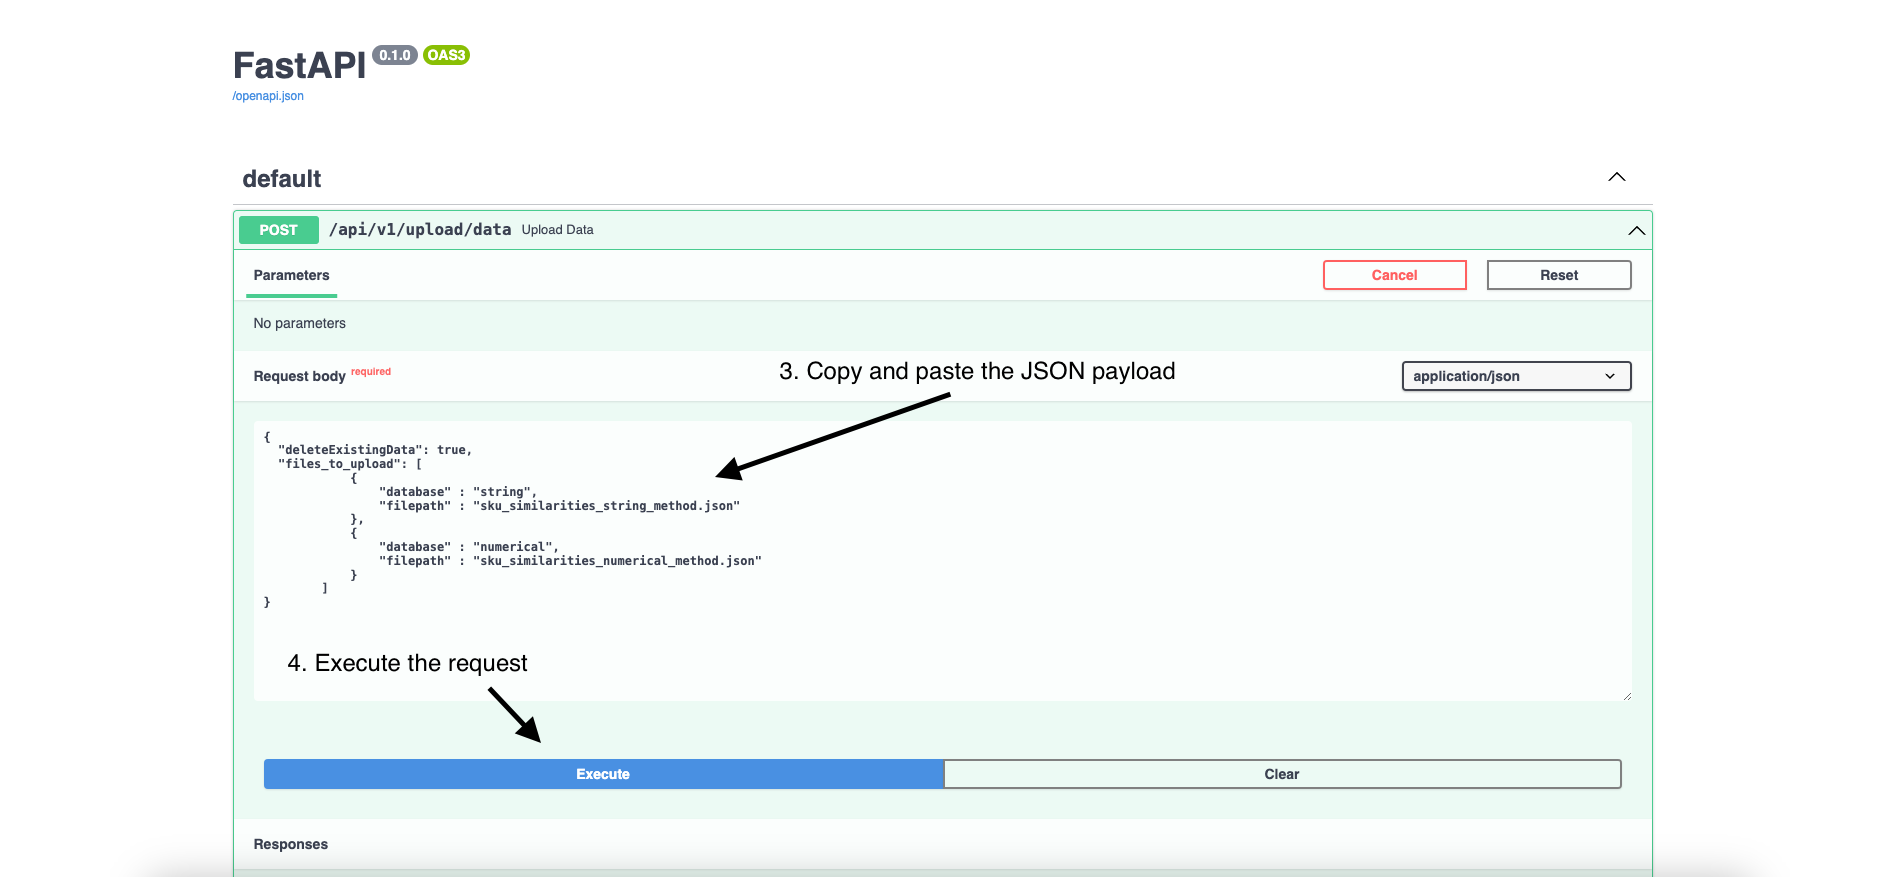 FastAPI 0.1.0 OAS3
/openapi.json
default
POST /api/v1/upload/data Upload Data
Parameters
Cancel
Reset
No parameters
Request body required
3. Copy and paste the JSON payload
application/json
{
  "deleteExistingData": true,
  "files_to_upload": [
            {
                "database" : "string",
                "filepath" : "sku_similarities_string_method.json"
            },
            {
                "database" : "numerical",
                "filepath" : "sku_similarities_numerical_method.json"
            }
        ]
}
4. Execute the request
Execute
Clear
Responses